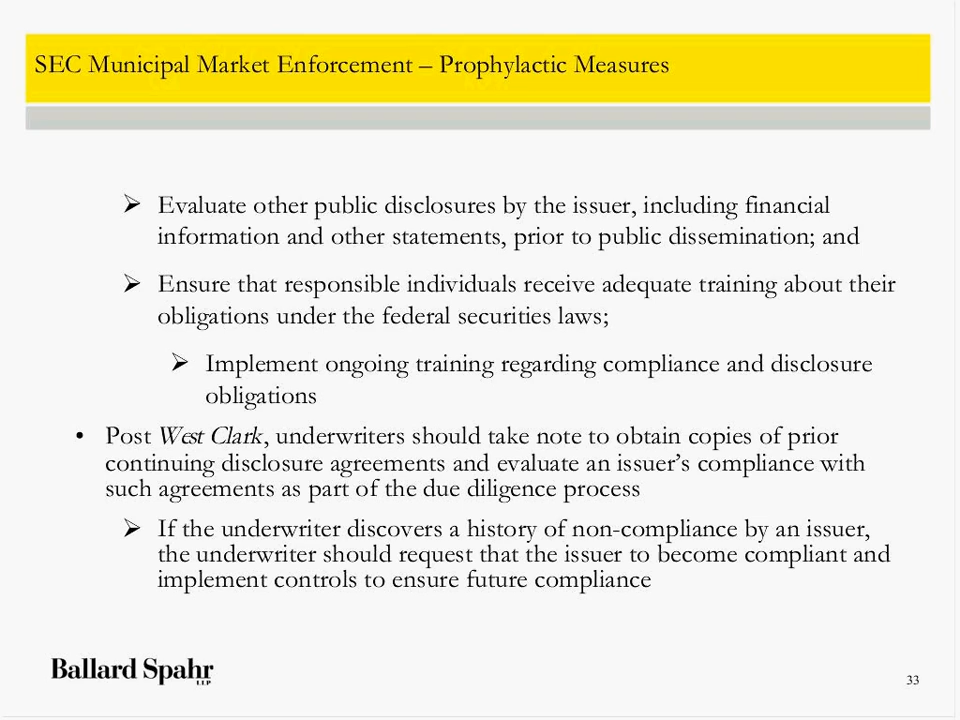 SEC Municipal Market Enforcement – Prophylactic Measures
➢ Evaluate other public disclosures by the issuer, including financial
information and other statements, prior to public dissemination; and
➢ Ensure that responsible individuals receive adequate training about their
obligations under the federal securities laws;
➢ Implement ongoing training regarding compliance and disclosure
obligations
• Post West Clark, underwriters should take note to obtain copies of prior
continuing disclosure agreements and evaluate an issuer’s compliance with
such agreements as part of the due diligence process
➢ If the underwriter discovers a history of non-compliance by an issuer,
the underwriter should request that the issuer to become compliant and
implement controls to ensure future compliance
Ballard Spahr
LLP
33